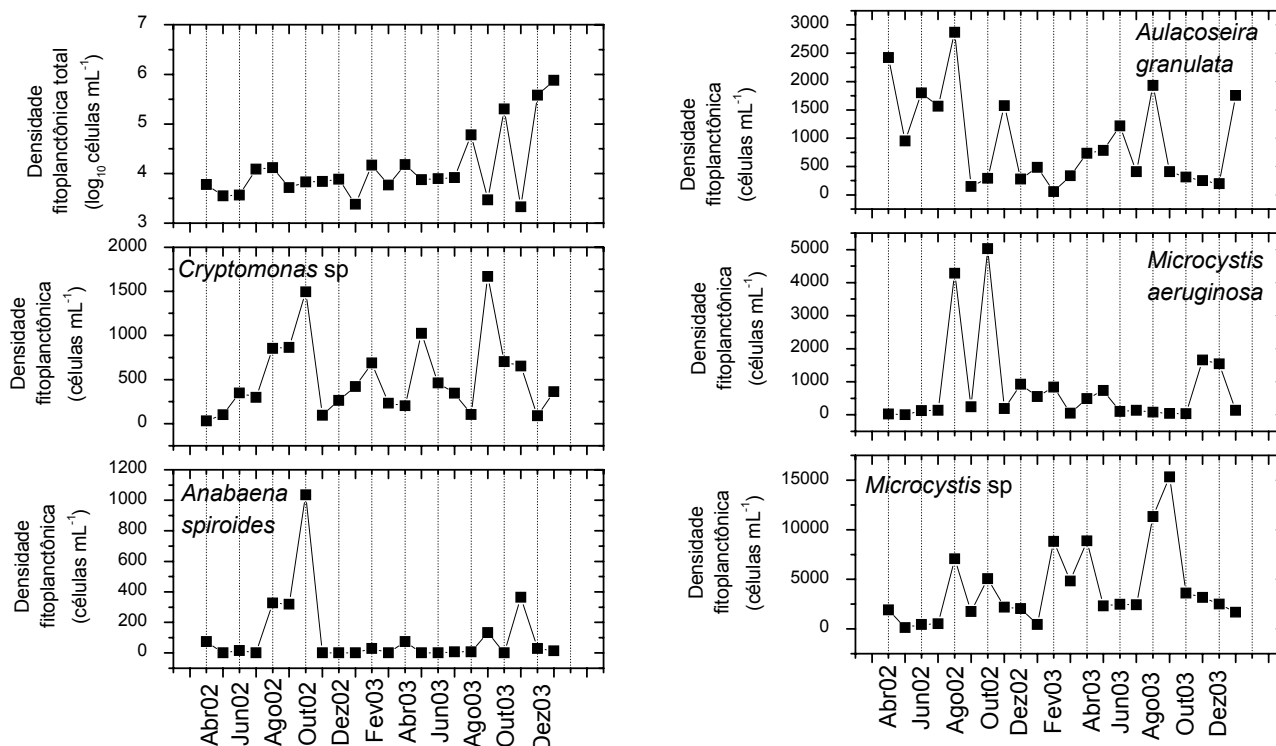 Densidade
fitoplanctônica total
(log₁₀ células mL⁻¹)
7
6
5
4
3
Densidade
fitoplanctônica
(células mL⁻¹)
2000
1500
1000
500
0
Cryptomonas sp
Densidade
fitoplanctônica
(células mL⁻¹)
1200
1000
800
600
400
200
0
Anabaena
spiroides
Abr02
Jun02
Ago02
Out02
Dez02
Fev03
Abr03
Jun03
Ago03
Out03
Dez03
Densidade
fitoplanctônica
(células mL⁻¹)
3000
2500
2000
1500
1000
500
0
Aulacoseira
granulata
Densidade
fitoplanctônica
(células mL⁻¹)
5000
4000
3000
2000
1000
0
Microcystis
aeruginosa
Densidade
fitoplanctônica
(células mL⁻¹)
15000
10000
5000
0
Microcystis sp
Abr02
Jun02
Ago02
Out02
Dez02
Fev03
Abr03
Jun03
Ago03
Out03
Dez03